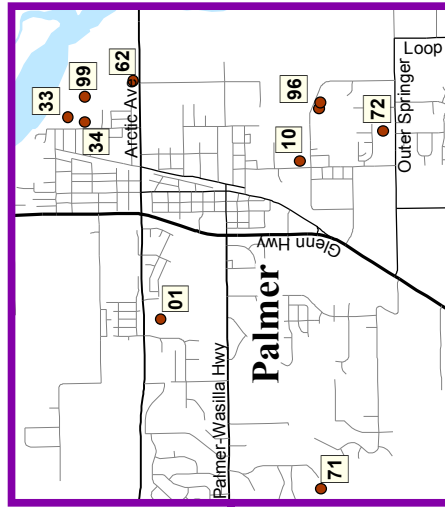 33
99
34
62
Arctic Ave
96
10
72
Outer Springer Loop
Glenn Hwy
01
Palmer
Palmer-Wasilla Hwy
71